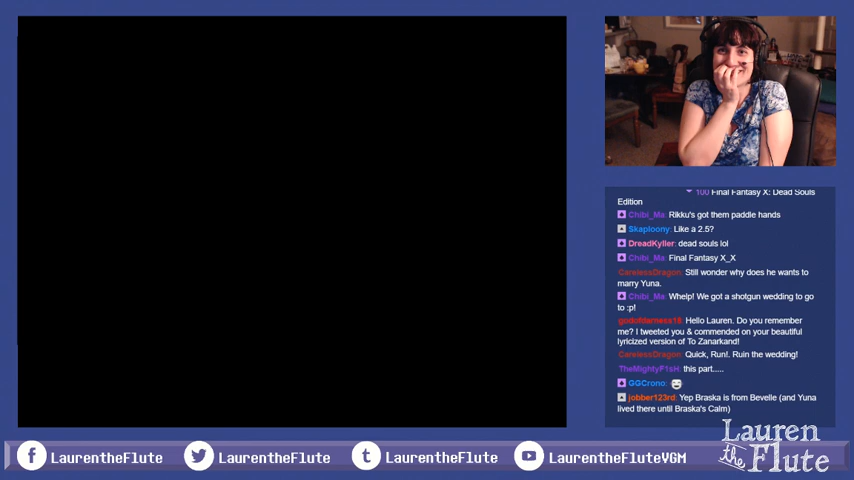 100 Final Fantasy X: Dead Souls
Edition
Chibi_Ma: Rikku's got them paddle hands
Skaploony: Like a 2.5?
DreadKyller: dead souls lol
Chibi_Ma: Final Fantasy X_X
CarelessDragon: Still wonder why does he wants to
marry Yuna.
Chibi_Ma: Whelp! We got a shotgun wedding to go
to :p!
Hello Lauren. Do you remember
me? I tweeted you & commended on your beautiful
lyricized version of To Zanarkand!
CarelessDragon: Quick, Run!. Ruin the wedding!
TheMightyF1sH: this part.....
GGCrono:
jobber123rd: Yep Braska is from Bevelle (and Yuna
lived there until Braska's Calm)
Lauren
the Flute
LaurentheFlute
LaurentheFlute
LaurentheFlute
LaurentheFluteVGM